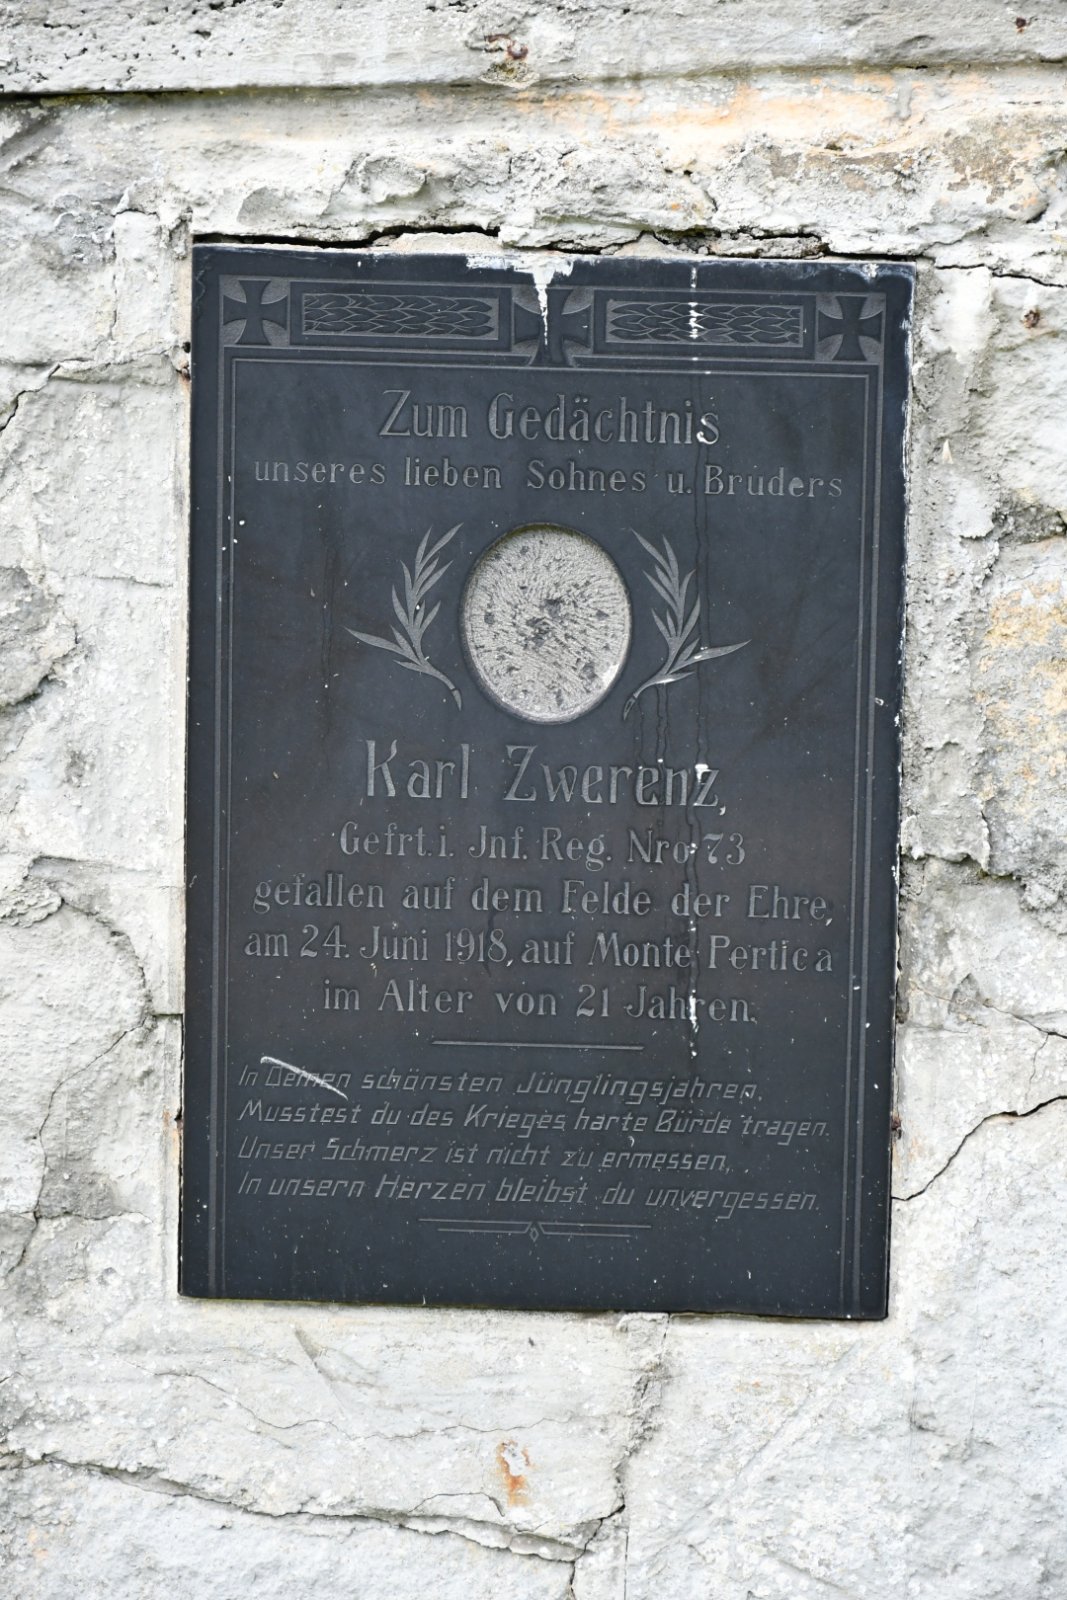 Zum Gedächtnis
unseres lieben Sohnes u. Bruders
Karl Zwerenz,
Gefrt. i. Jnf. Reg. Nro 73
gefallen auf dem Felde der Ehre,
am 24. Juni 1918, auf Monte Pertica
im Alter von 21 Jahren.
In Deinen schönsten Jünglingsjahren,
Musstest du des Krieges harte Bürde tragen.
Unser Schmerz ist nicht zu ermessen,
In unsern Herzen bleibst du unvergessen.